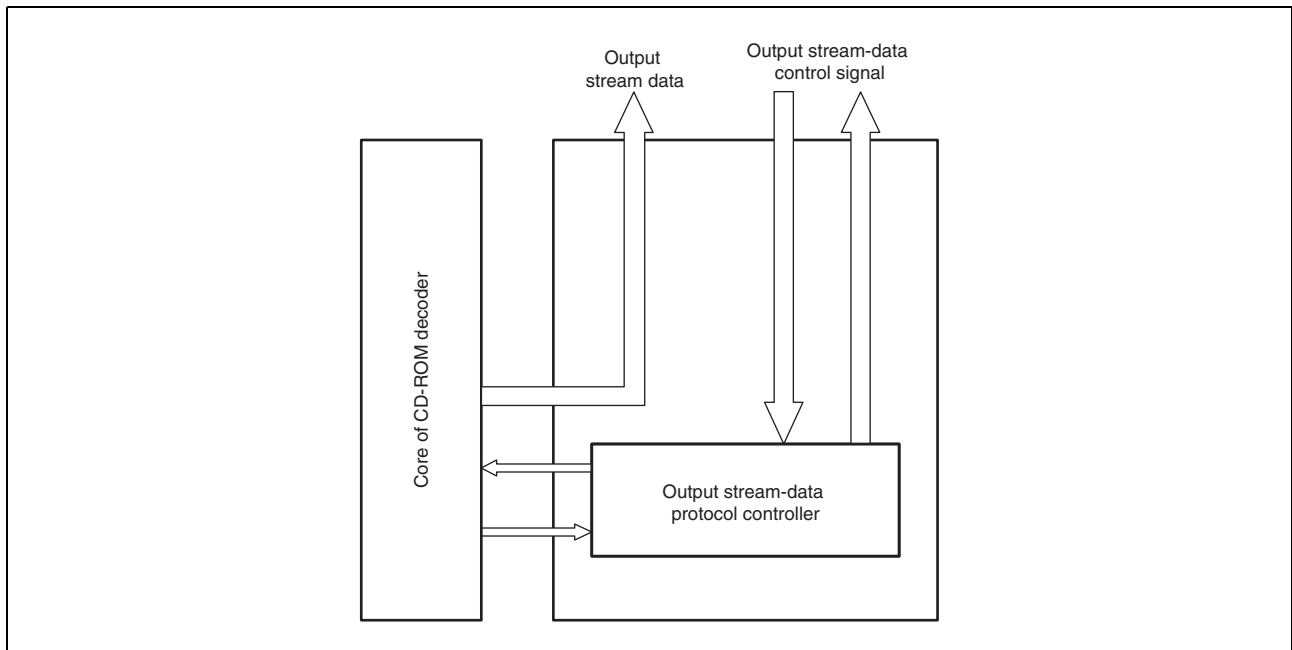 Output
stream data
Output stream-data
control signal
Core of CD-ROM decoder
Output stream-data
protocol controller